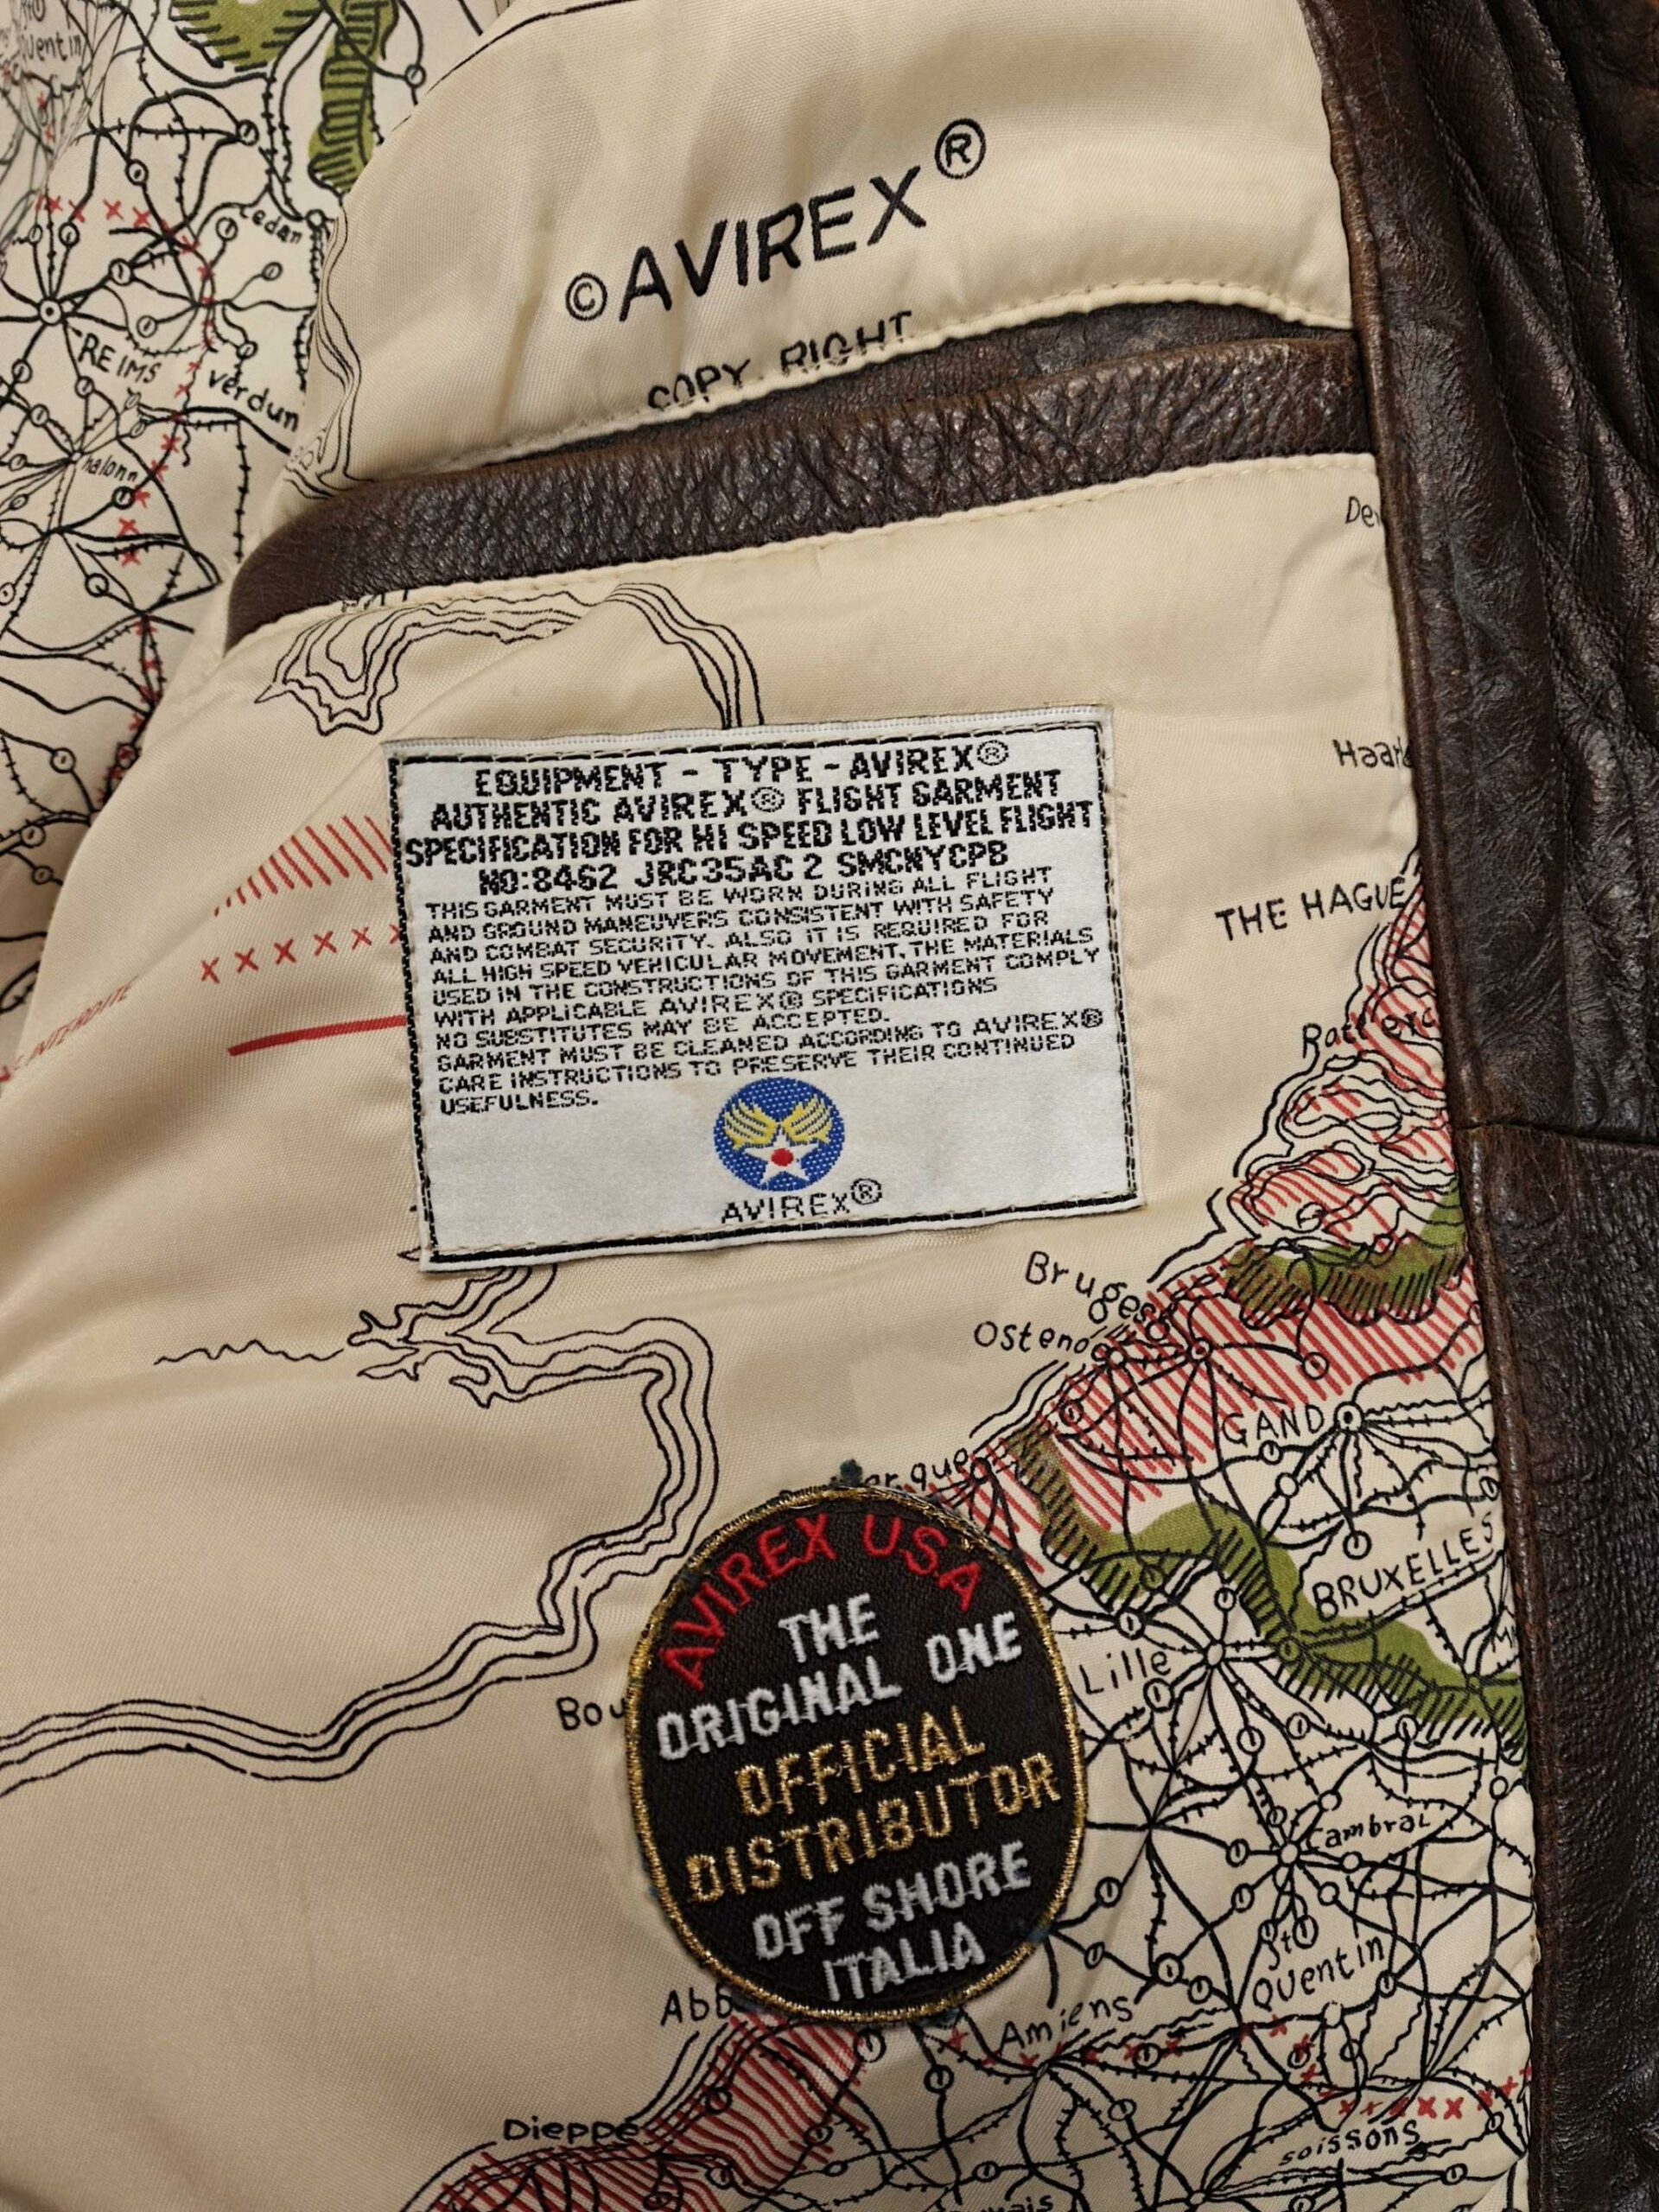 ©AVIREX®
COPY RIGHT
REIMS
verdun
THE HAGUE
EQUIPMENT - TYPE - AVIREX®
AUTHENTIC AVIREX® FLIGHT GARMENT
SPECIFICATION FOR HI SPEED LOW LEVEL FLIGHT
NO:8462 JRC35AC 2 SMCNYCPB
THIS GARMENT MUST BE WORN DURING ALL FLIGHT
AND GROUND MANEUVERS CONSISTENT WITH SAFETY
AND COMBAT SECURITY. ALSO IT IS REQUIRED FOR
ALL HIGH SPEED VEHICULAR MOVEMENT. THE MATERIALS
USED IN THE CONSTRUCTIONS OF THIS GARMENT COMPLY
WITH APPLICABLE AVIREX® SPECIFICATIONS
NO SUBSTITUTES MAY BE ACCEPTED.
GARMENT MUST BE CLEANED ACCORDING TO AVIREX®
CARE INSTRUCTIONS TO PRESERVE THEIR CONTINUED
USEFULNESS.
AVIREX®
Bruges
GAND
BRUXELLES
AVIREX USA
THE
ORIGINAL ONE
OFFICIAL
DISTRIBUTOR
OFF SHORE
ITALIA
Lille
Cambrai
St
Quentin
Amiens
Dieppe
soissons